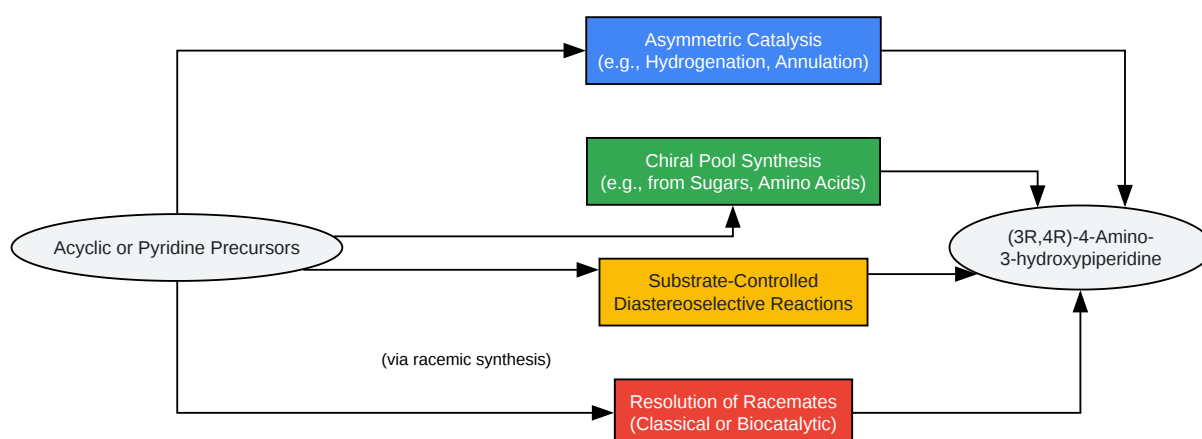 Asymmetric Catalysis
(e.g., Hydrogenation, Annulation)
Chiral Pool Synthesis
(e.g., from Sugars, Amino Acids)
Acyclic or Pyridine Precursors
(3R,4R)-4-Amino-
3-hydroxypiperidine
Substrate-Controlled
Diastereoselective Reactions
(via racemic synthesis)
Resolution of Racemates
(Classical or Biocatalytic)